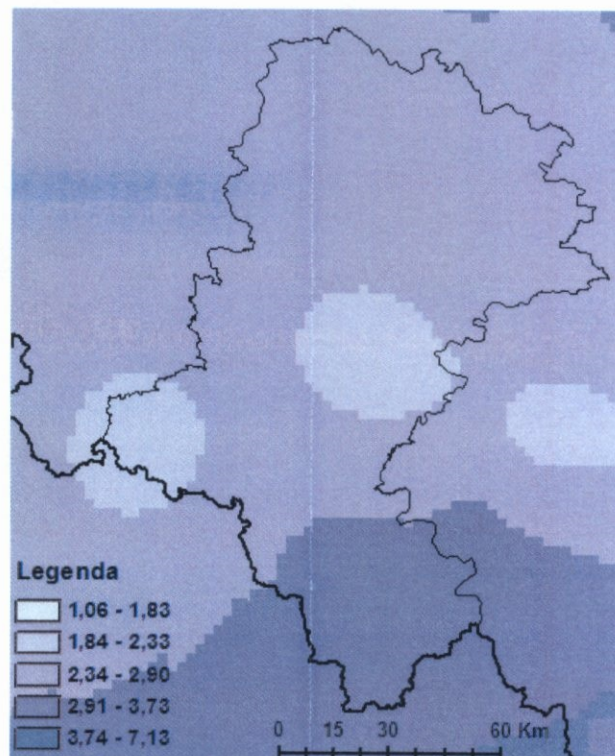 Legenda
1,06 - 1,83
1,84 - 2,33
2,34 - 2,90
2,91 - 3,73
3,74 - 7,13
0 15 30 60 Km